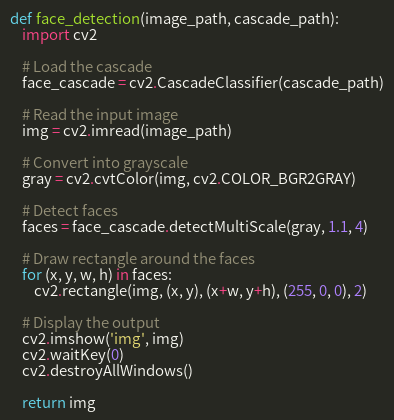 def face_detection(image_path, cascade_path):
    import cv2

    # Load the cascade
    face_cascade = cv2.CascadeClassifier(cascade_path)

    # Read the input image
    img = cv2.imread(image_path)

    # Convert into grayscale
    gray = cv2.cvtColor(img, cv2.COLOR_BGR2GRAY)

    # Detect faces
    faces = face_cascade.detectMultiScale(gray, 1.1, 4)

    # Draw rectangle around the faces
    for (x, y, w, h) in faces:
        cv2.rectangle(img, (x, y), (x+w, y+h), (255, 0, 0), 2)

    # Display the output
    cv2.imshow('img', img)
    cv2.waitKey(0)
    cv2.destroyAllWindows()

    return img